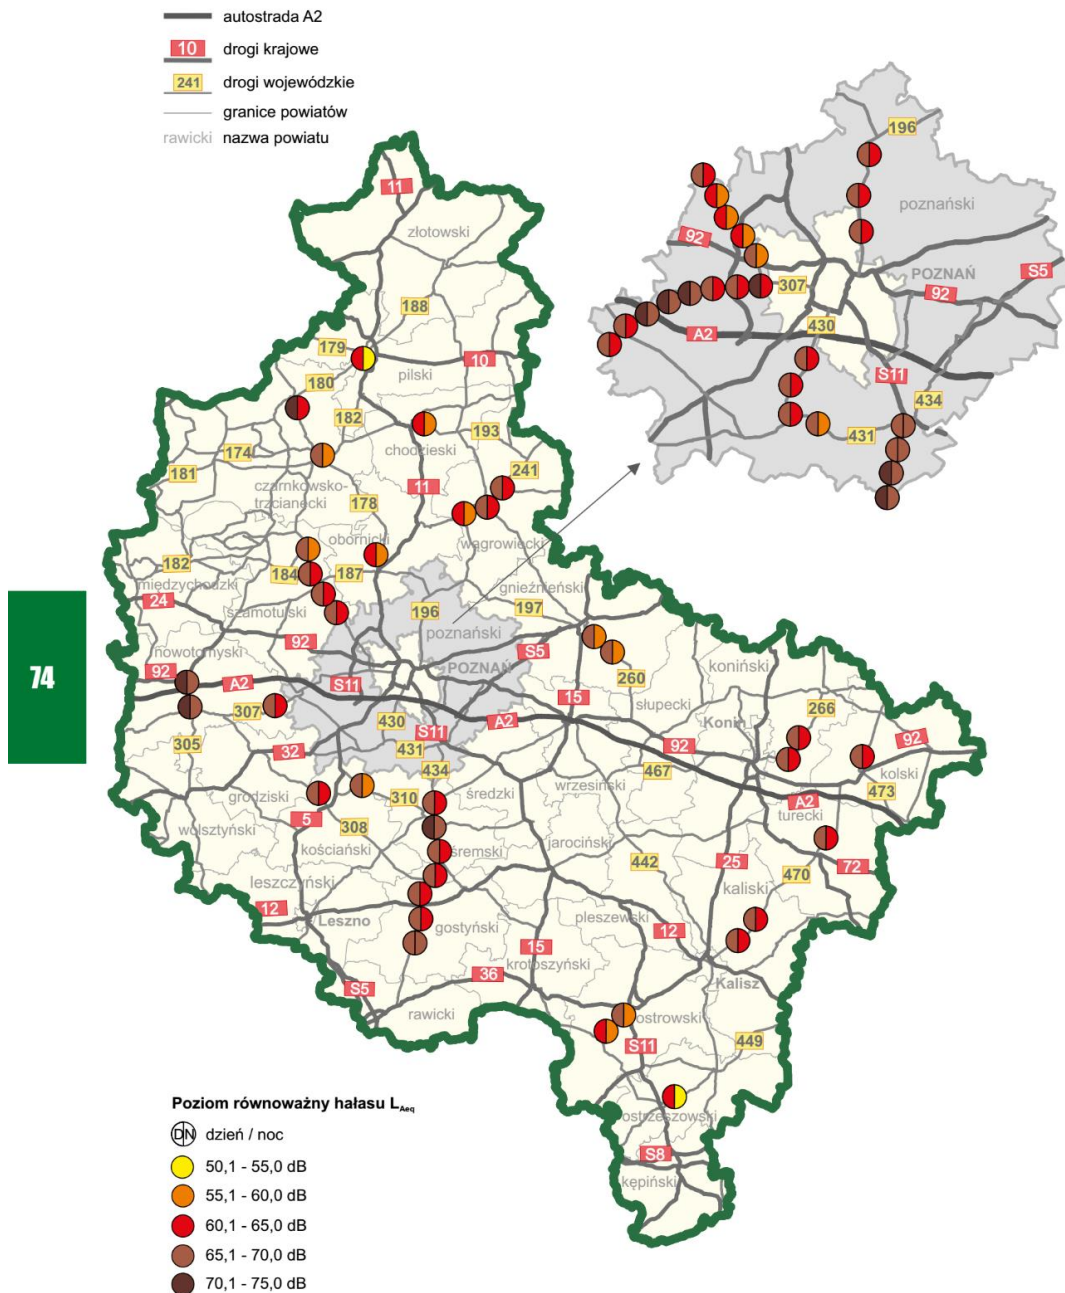 autostrada A2
10 drogi krajowe
241 drogi wojewódzkie
granice powiatów
rawicki nazwa powiatu
196
poznański
92
POZNAŃ
S5
307
92
430
A2
S11
434
431
11
złotowski
188
179
10
180
pilski
182
193
chodzieski
174
181
241
11
czarnkowsko-
trzcianecki
178
obornicki
wągrowiecki
182
184
187
międzychodzki
gnieźnieński
24
szamotulski
196
197
poznański
92
nowotomyski
S5
koniński
92
POZNAŃ
A2
S11
260
15
słupecki
Konin
266
307
430
A2
S11
92
92
305
431
32
467
kolski
434
wrzesiński
473
grodziski
310
średzki
A2
turecki
5
308
wolsztyński
kościański
jarociński
śremski
442
25
72
470
leszczyński
kaliski
12
Leszno
pleszewski
12
gostyński
15
krotoszyński
36
Kalisz
S5
rawicki
ostrowski
449
S11
ostrzeszowski
S8
kępiński
74
Poziom równoważny hałasu LAeq
DN dzień / noc
50,1 - 55,0 dB
55,1 - 60,0 dB
60,1 - 65,0 dB
65,1 - 70,0 dB
70,1 - 75,0 dB